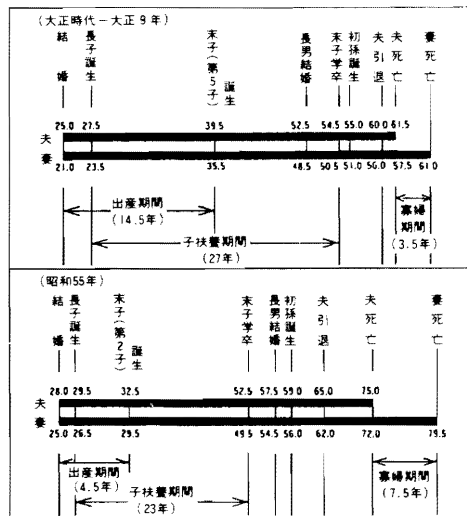 (大正時代－大正9年)
結婚
長子誕生
末子(第5子)誕生
長男結婚
末子学卒
初孫誕生
夫引退
夫死亡
妻死亡
25.0 27.5 39.5 52.5 54.5 55.0 60.0 61.5
夫
妻
21.0 23.5 35.5 48.5 50.5 51.0 56.0 57.5 61.0
出産期間
(14.5年)
子扶養期間
(27年)
寡婦期間
(3.5年)
(昭和55年)
結婚
長子誕生
末子(第2子)誕生
末子学卒
長男結婚
初孫誕生
夫引退
夫死亡
妻死亡
28.0 29.5 32.5 52.5 57.5 59.0 65.0 75.0
夫
妻
25.0 26.5 29.5 49.5 54.5 56.0 62.0 72.0 79.5
出産期間
(4.5年)
子扶養期間
(23年)
寡婦期間
(7.5年)